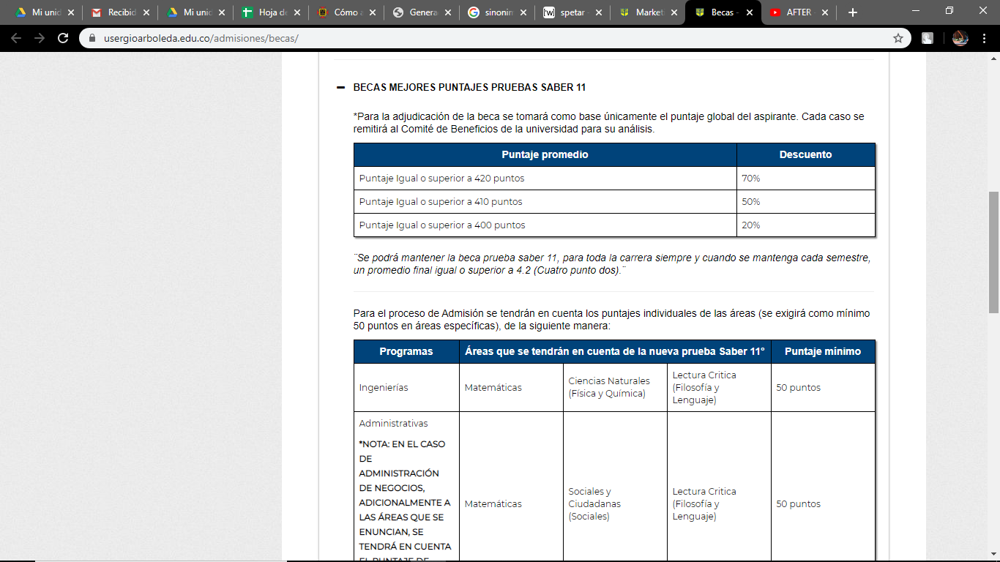 Mi unid
Recibid
Mi unid
Hoja de
Cómo a
Genera
sinonim
spetar -
Market
Becas -
AFTER -
usergioarboleda.edu.co/admisiones/becas/
BECAS MEJORES PUNTAJES PRUEBAS SABER 11
*Para la adjudicación de la beca se tomará como base únicamente el puntaje global del aspirante. Cada caso se
remitirá al Comité de Beneficios de la universidad para su análisis.
Puntaje promedio Descuento
Puntaje Igual o superior a 420 puntos 70%
Puntaje Igual o superior a 410 puntos 50%
Puntaje Igual o superior a 400 puntos 20%
¨Se podrá mantener la beca prueba saber 11, para toda la carrera siempre y cuando se mantenga cada semestre,
un promedio final igual o superior a 4.2 (Cuatro punto dos).¨
Para el proceso de Admisión se tendrán en cuenta los puntajes individuales de las áreas (se exigirá como mínimo
50 puntos en áreas específicas), de la siguiente manera:
Programas Áreas que se tendrán en cuenta de la nueva prueba Saber 11° Puntaje mínimo
Ingenierías
Matemáticas
Ciencias Naturales
(Física y Química)
Lectura Critica
(Filosofía y
Lenguaje)
50 puntos
Administrativas
*NOTA: EN EL CASO
DE
ADMINISTRACIÓN
DE NEGOCIOS,
ADICIONALMENTE A
LAS ÁREAS QUE SE
ENUNCIAN, SE
TENDRÁ EN CUENTA
EL PUNTAJE DE
Matemáticas
Sociales y
Ciudadanas
(Sociales)
Lectura Critica
(Filosofía y
Lenguaje)
50 puntos